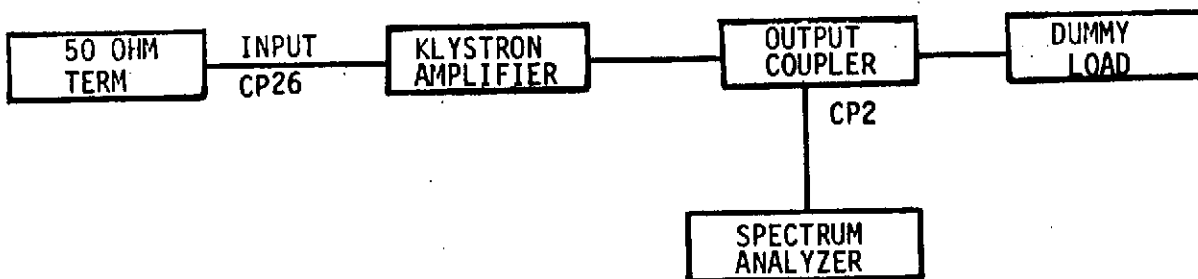 50 OHM
TERM
INPUT
CP26
KLYSTRON
AMPLIFIER
OUTPUT
COUPLER
CP2
DUMMY
LOAD
SPECTRUM
ANALYZER